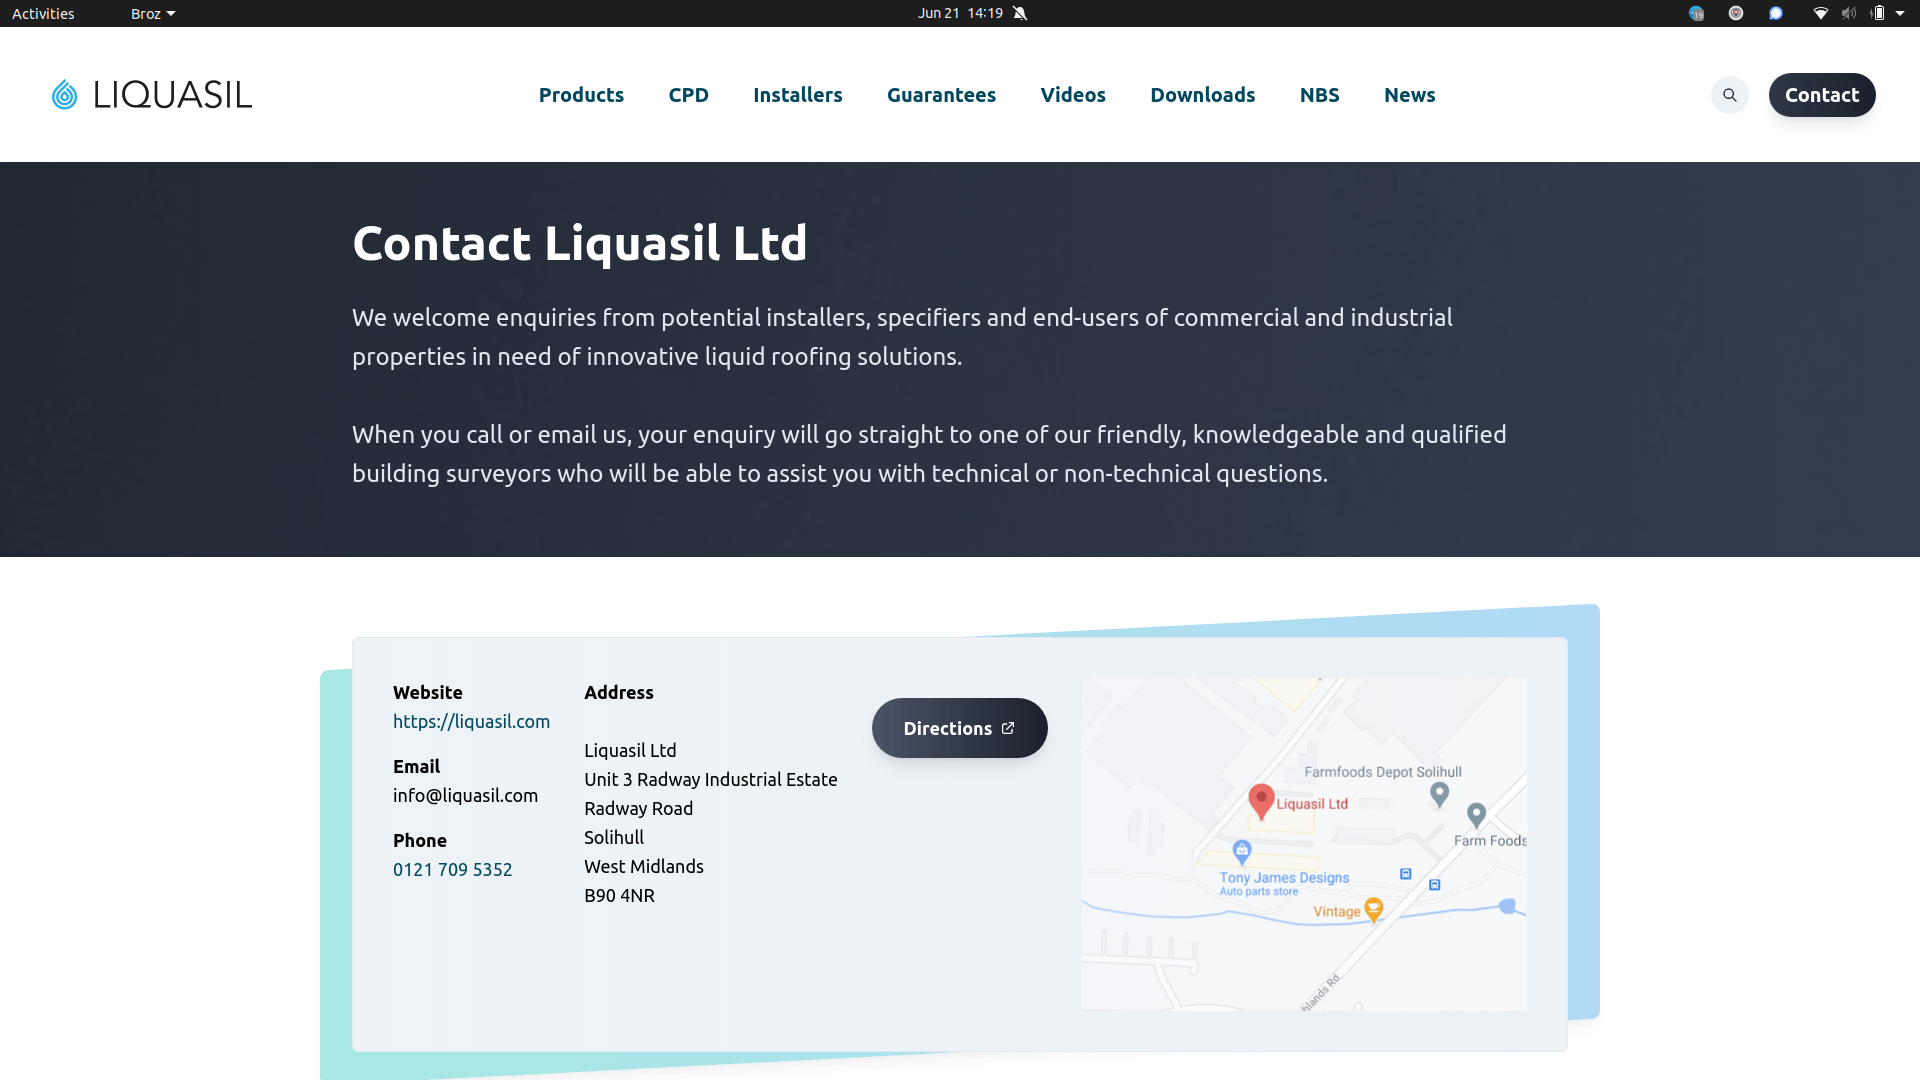 Activities
Broz
Jun 21 14:19
19
LIQUASIL
Products
CPD
Installers
Guarantees
Videos
Downloads
NBS
News
Contact
Contact Liquasil Ltd
We welcome enquiries from potential installers, specifiers and end-users of commercial and industrial
properties in need of innovative liquid roofing solutions.
When you call or email us, your enquiry will go straight to one of our friendly, knowledgeable and qualified
building surveyors who will be able to assist you with technical or non-technical questions.
Website
https://liquasil.com
Email
info@liquasil.com
Phone
0121 709 5352
Address
Liquasil Ltd
Unit 3 Radway Industrial Estate
Radway Road
Solihull
West Midlands
B90 4NR
Directions
Farmfoods Depot Solihull
Liquasil Ltd
Farm Foods
Tony James Designs
Auto parts store
Vintage
hlands Rd